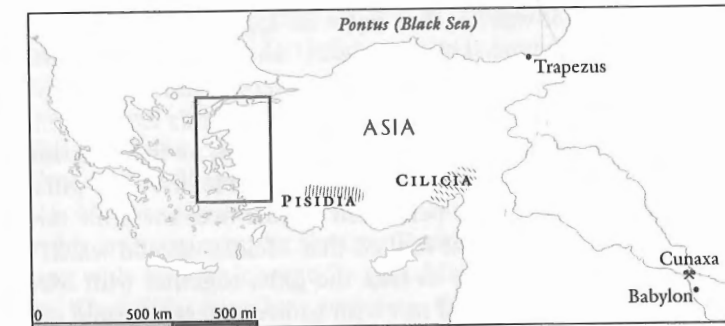 Pontus (Black Sea)
Trapezus
ASIA
CILICIA
PISIDIA
Cunaxa
Babylon
0 500 km 500 mi